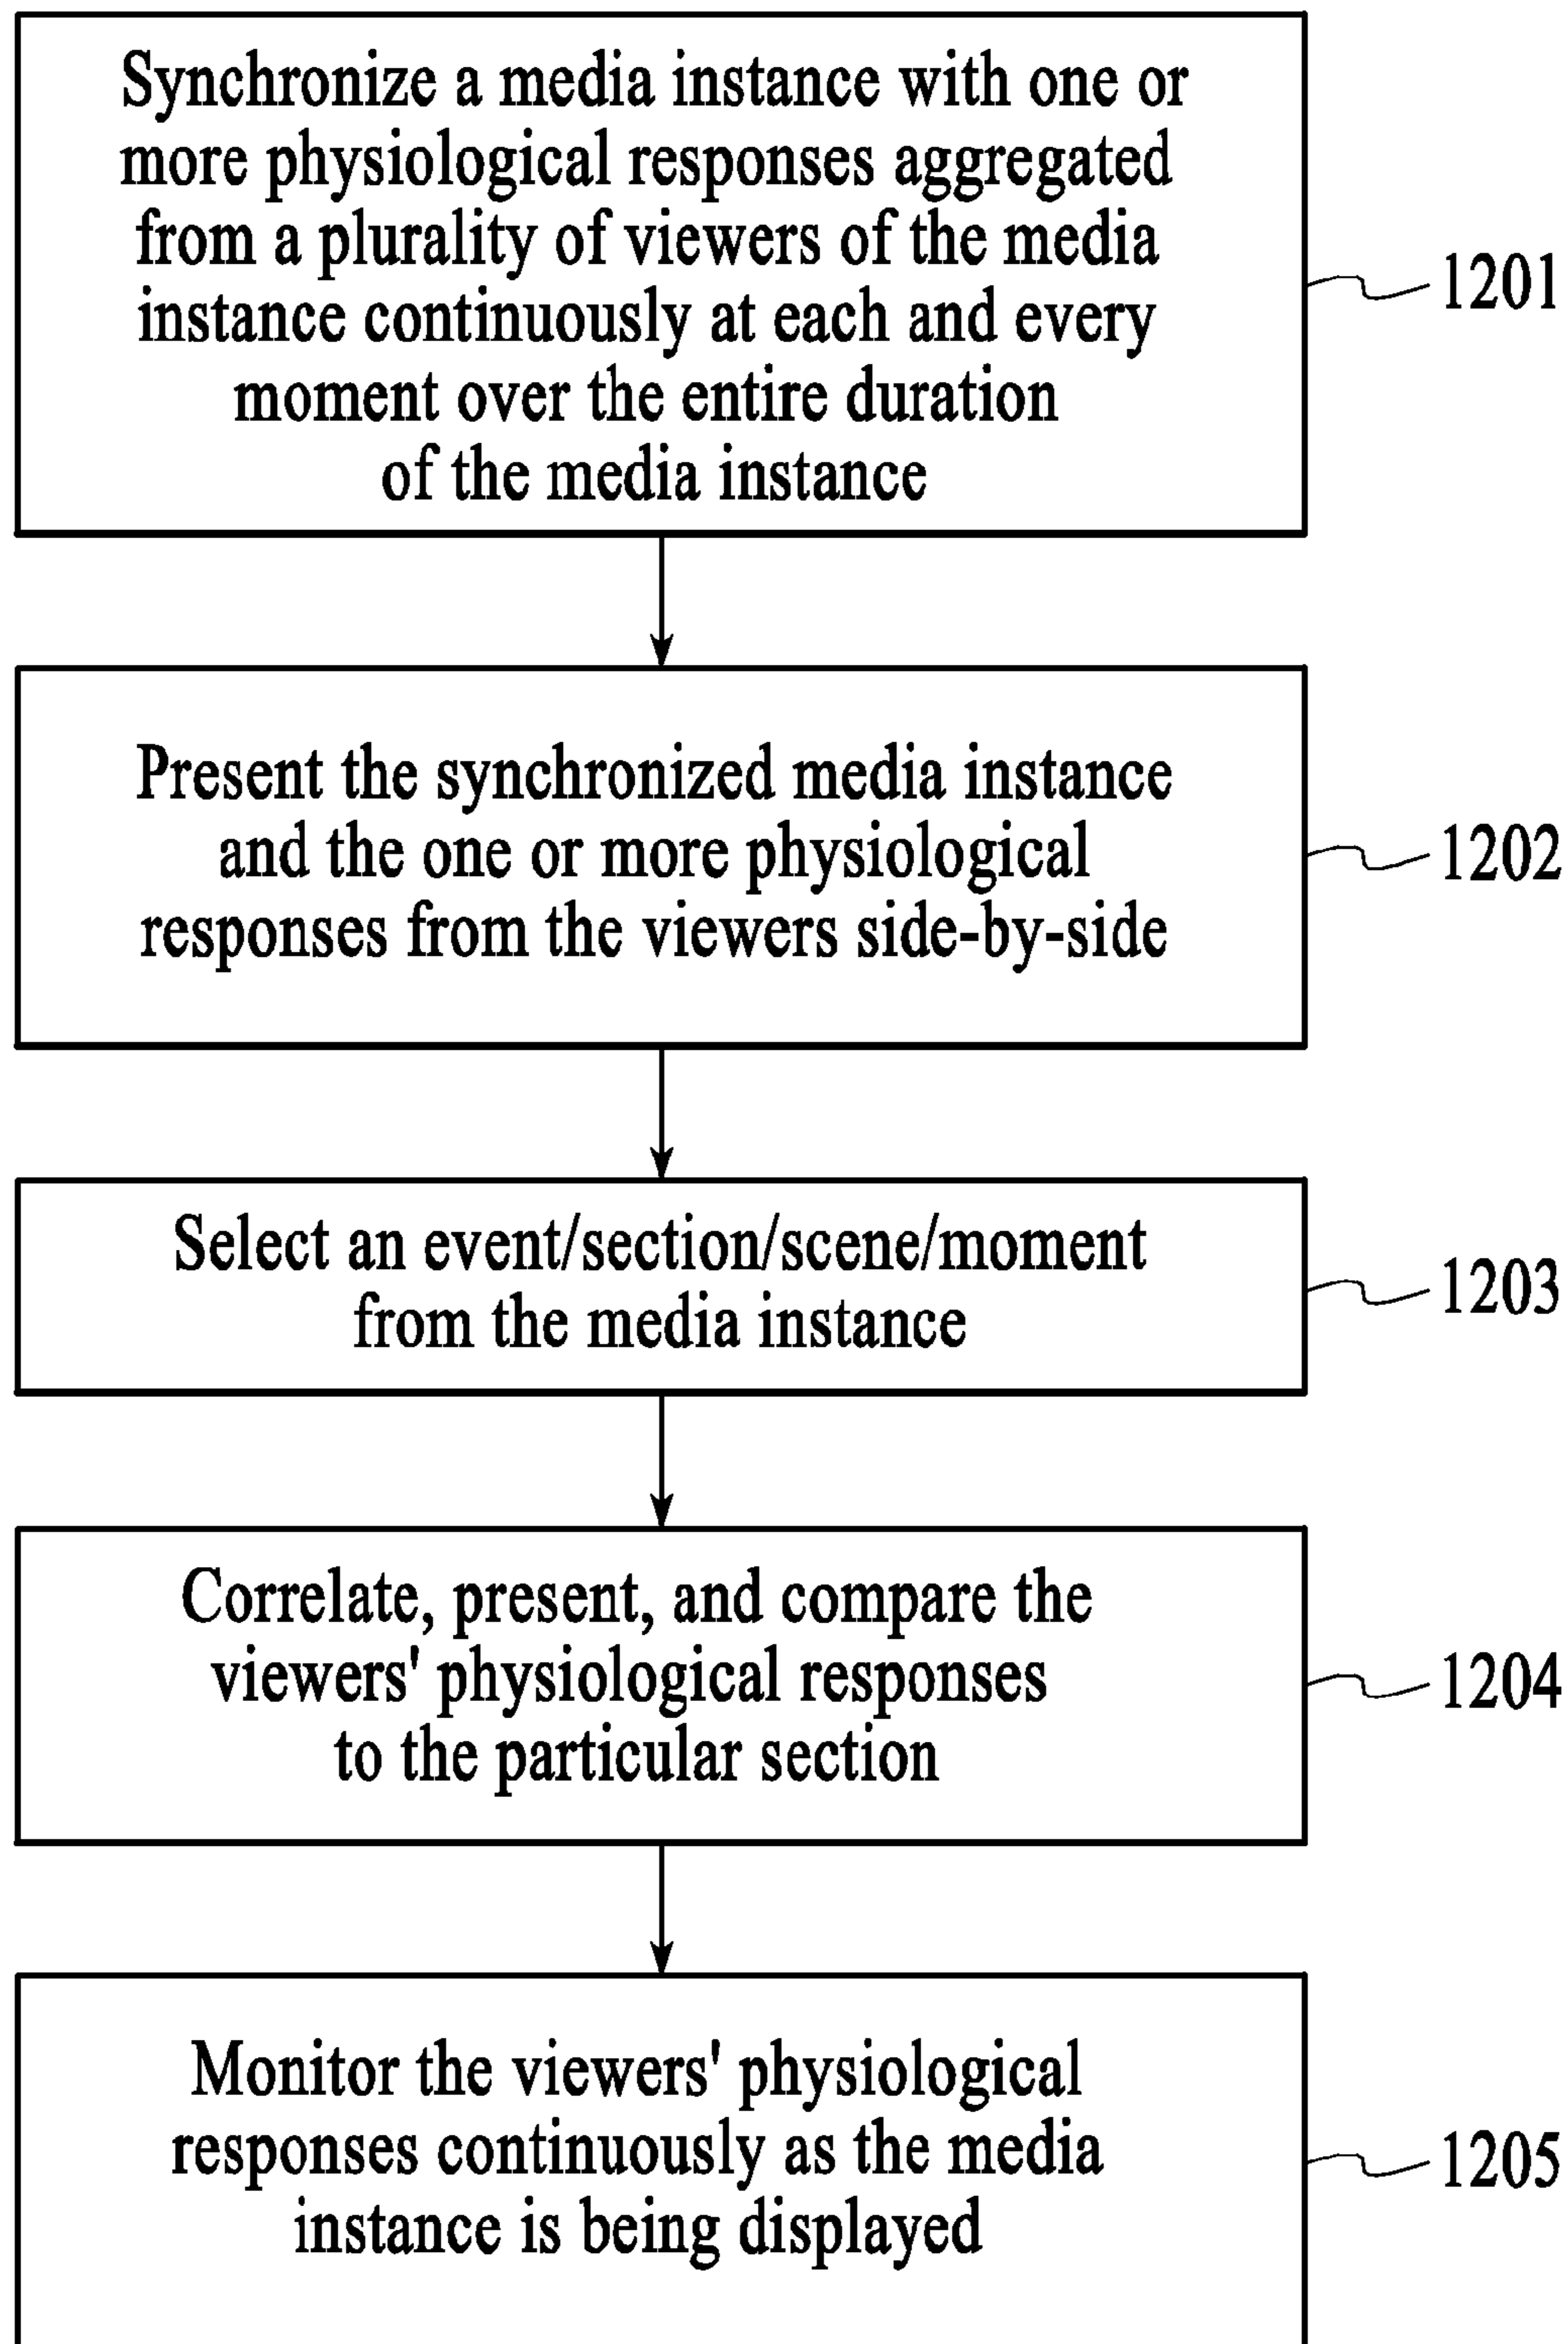 Synchronize a media instance with one or
more physiological responses aggregated
from a plurality of viewers of the media
instance continuously at each and every
moment over the entire duration
of the media instance
1201
Present the synchronized media instance
and the one or more physiological
responses from the viewers side-by-side
1202
Select an event/section/scene/moment
from the media instance
1203
Correlate, present, and compare the
viewers' physiological responses
to the particular section
1204
Monitor the viewers' physiological
responses continuously as the media
instance is being displayed
1205